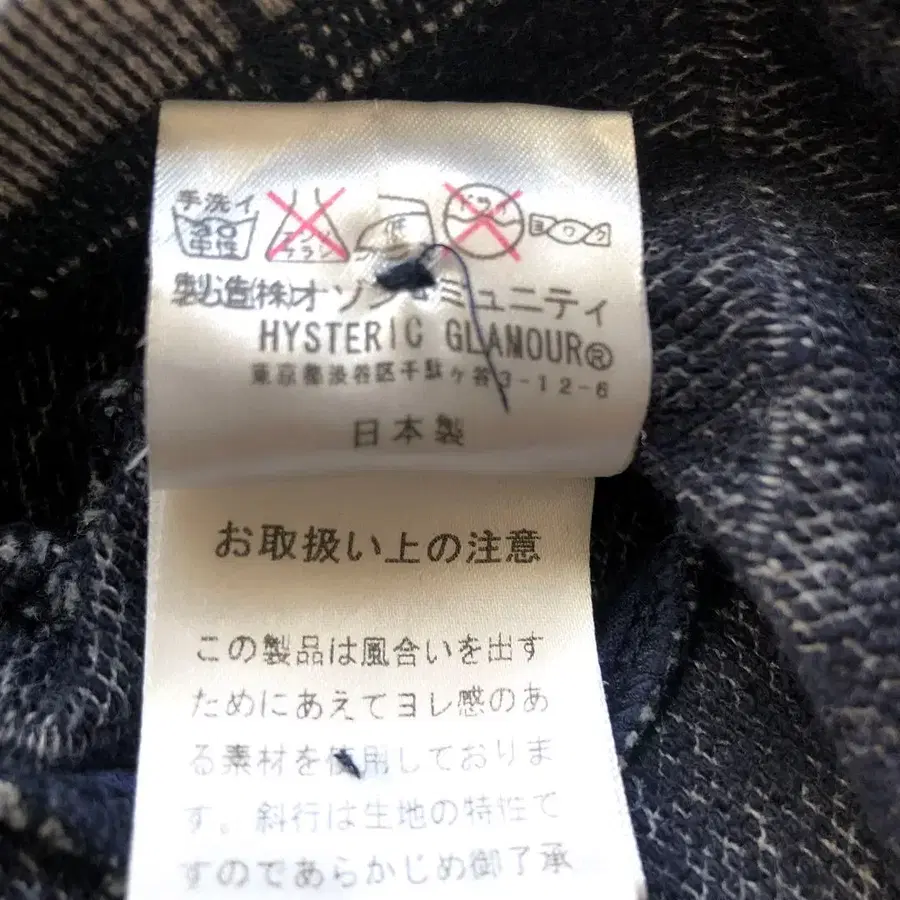 手洗イ
30
中性
エンソ
サラシ
低
ドライ
ヨワク
製造(株)オゾンコミュニティ
HYSTERIC GLAMOUR®
東京都渋谷区千駄ヶ谷3-12-6
日本製
お取扱い上の注意
この製品は風合いを出す
ためにあえてヨレ感のあ
る素材を使用しておりま
す。斜行は生地の特性で
すのであらかじめ御了承